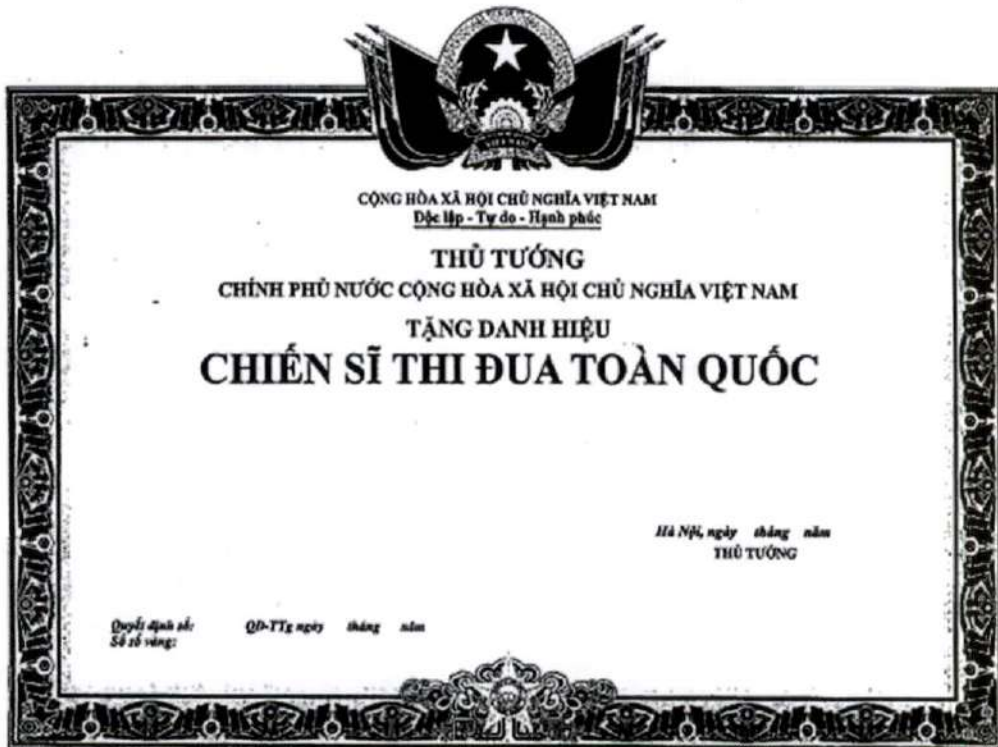 VIỆT NAM
CỘNG HÒA XÃ HỘI CHỦ NGHĨA VIỆT NAM
Độc lập - Tự do - Hạnh phúc
THỦ TƯỚNG
CHÍNH PHỦ NƯỚC CỘNG HÒA XÃ HỘI CHỦ NGHĨA VIỆT NAM
TẶNG DANH HIỆU
CHIẾN SĨ THI ĐUA TOÀN QUỐC
Hà Nội, ngày tháng năm
THỦ TƯỚNG
Quyết định số: QĐ-TTg ngày tháng năm
Số sổ vàng: